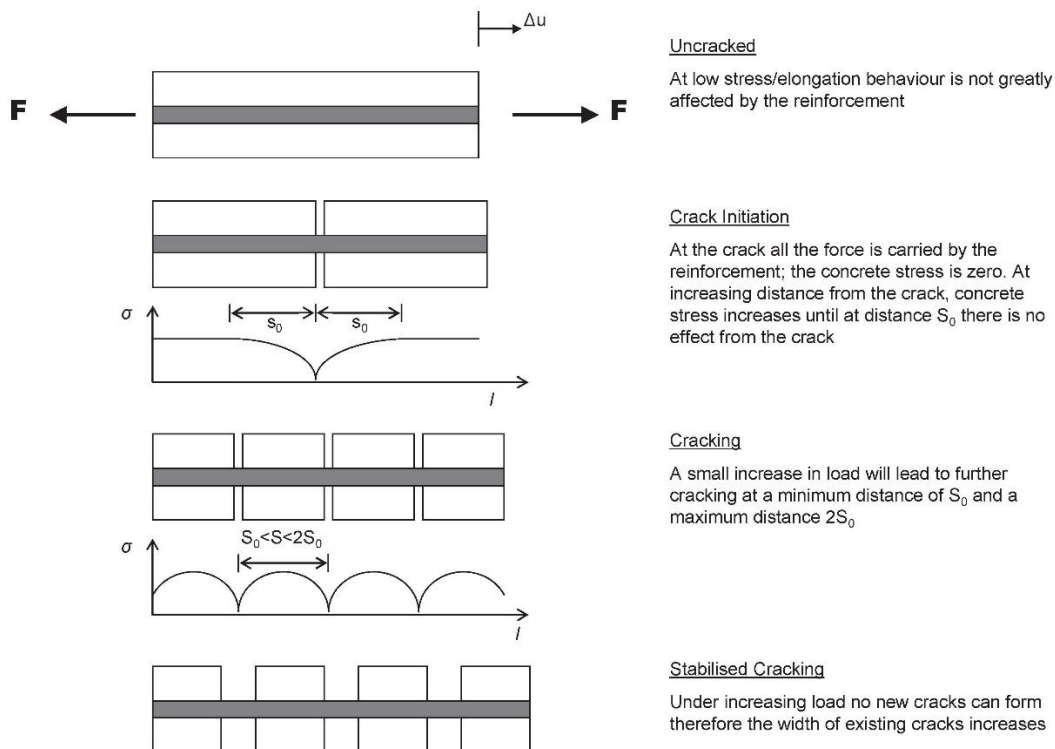 Δu
Uncracked
At low stress/elongation behaviour is not greatly
affected by the reinforcement
F
F
Crack Initiation
At the crack all the force is carried by the
reinforcement; the concrete stress is zero. At
increasing distance from the crack, concrete
stress increases until at distance S₀ there is no
effect from the crack
s₀
s₀
σ
l
Cracking
A small increase in load will lead to further
cracking at a minimum distance of S₀ and a
maximum distance 2S₀
S₀<S<2S₀
σ
l
Stabilised Cracking
Under increasing load no new cracks can form
therefore the width of existing cracks increases